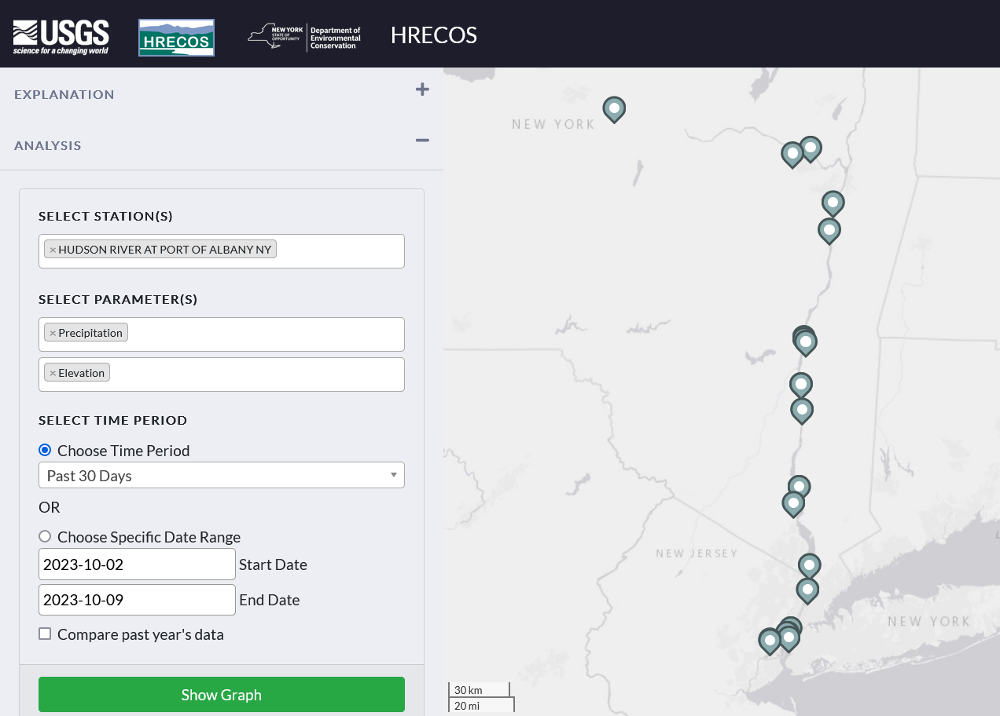 USGS
science for a changing world
HRECOS
NEW YORK
STATE OF
OPPORTUNITY
Department of
Environmental
Conservation
HRECOS
EXPLANATION
ANALYSIS
SELECT STATION(S)
× HUDSON RIVER AT PORT OF ALBANY NY
SELECT PARAMETER(S)
× Precipitation
× Elevation
SELECT TIME PERIOD
Choose Time Period
Past 30 Days
OR
Choose Specific Date Range
2023-10-02 Start Date
2023-10-09 End Date
Compare past year's data
Show Graph
NEW YORK
NEW JERSEY
NEW YORK
30 km
20 mi